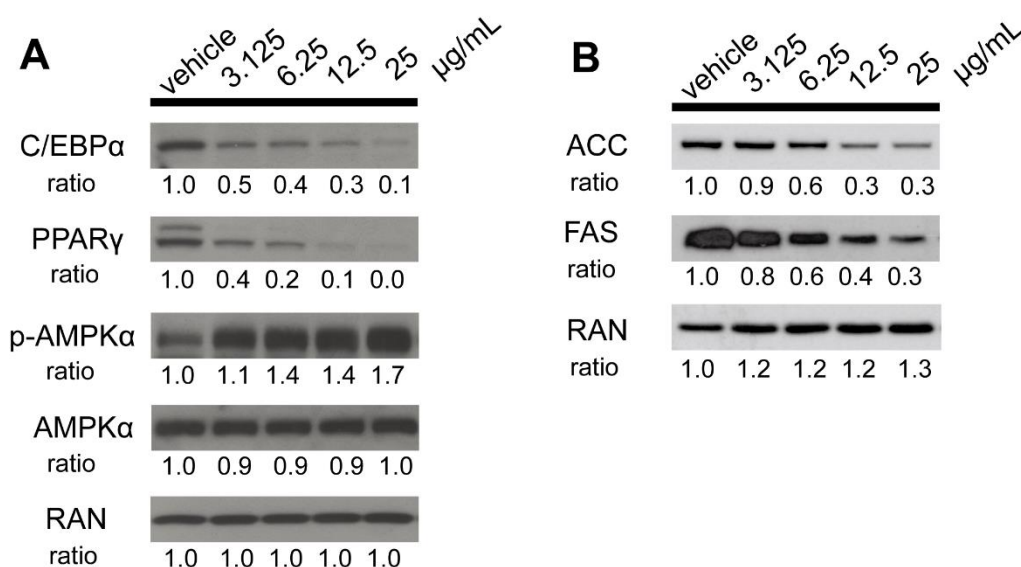 A
vehicle 3.125 6.25 12.5 25 µg/mL
C/EBPα
ratio 1.0 0.5 0.4 0.3 0.1
PPARγ
ratio 1.0 0.4 0.2 0.1 0.0
p-AMPKα
ratio 1.0 1.1 1.4 1.4 1.7
AMPKα
ratio 1.0 0.9 0.9 0.9 1.0
RAN
ratio 1.0 1.0 1.0 1.0 1.0
B
vehicle 3.125 6.25 12.5 25 µg/mL
ACC
ratio 1.0 0.9 0.6 0.3 0.3
FAS
ratio 1.0 0.8 0.6 0.4 0.3
RAN
ratio 1.0 1.2 1.2 1.2 1.3